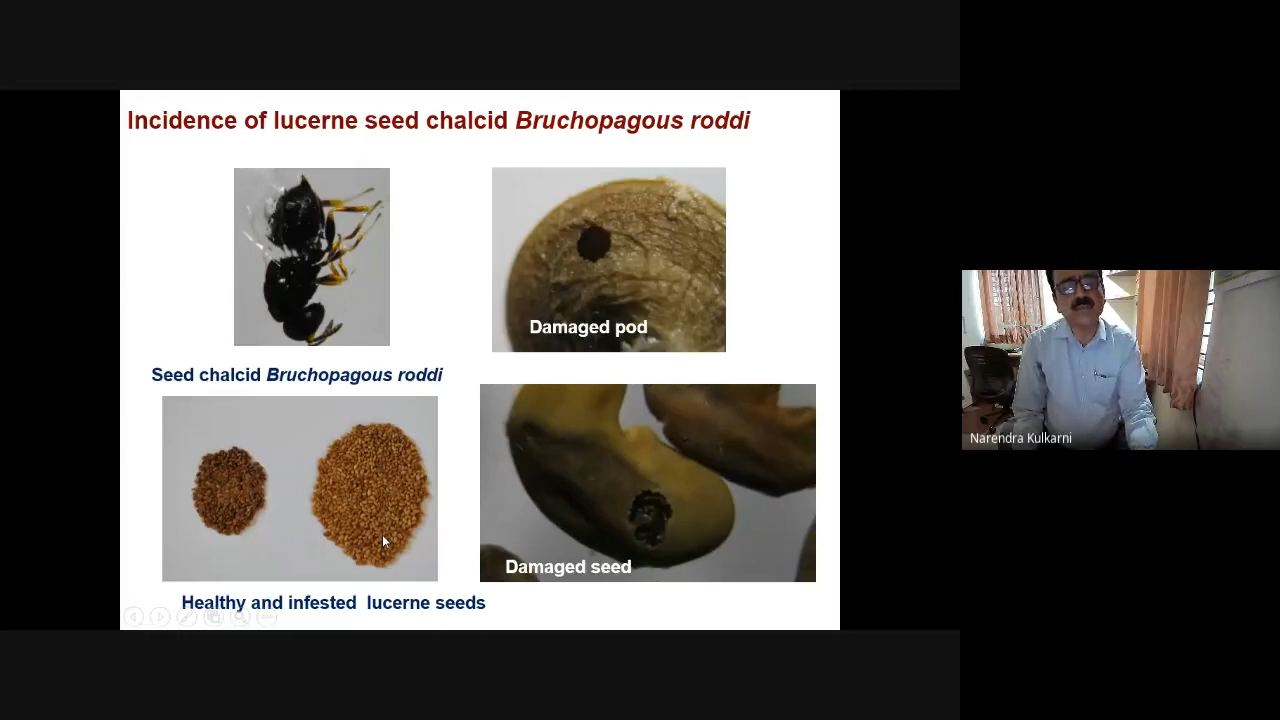 Incidence of lucerne seed chalcid Bruchopagous roddi
Damaged pod
Seed chalcid Bruchopagous roddi
Damaged seed
Healthy and infested lucerne seeds
Narendra Kulkarni